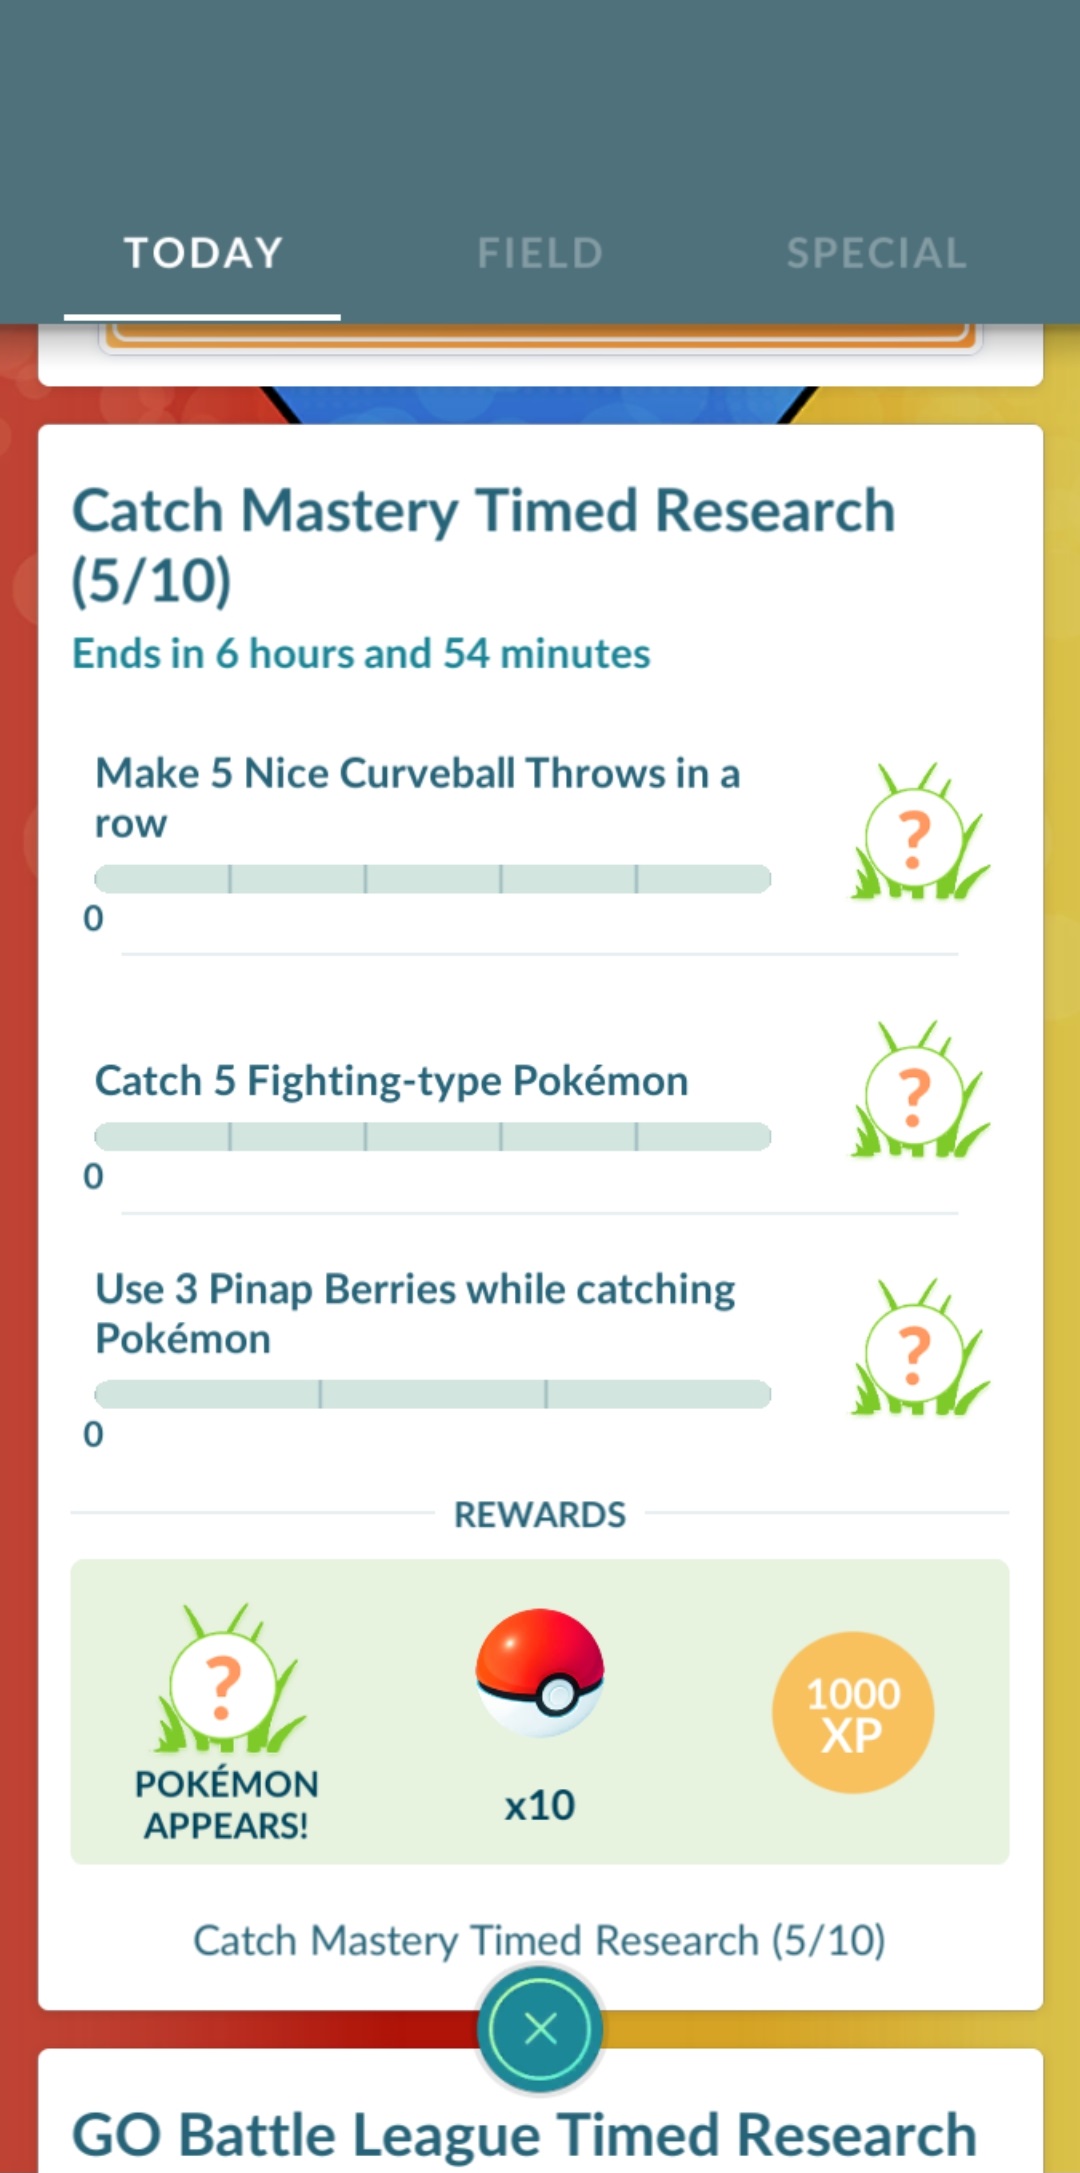 TODAY
FIELD
SPECIAL
Catch Mastery Timed Research
(5/10)
Ends in 6 hours and 54 minutes
Make 5 Nice Curveball Throws in a
row
?
0
Catch 5 Fighting-type Pokémon
?
0
Use 3 Pinap Berries while catching
Pokémon
?
0
REWARDS
?
POKÉMON
APPEARS!
x10
1000
XP
Catch Mastery Timed Research (5/10)
GO Battle League Timed Research